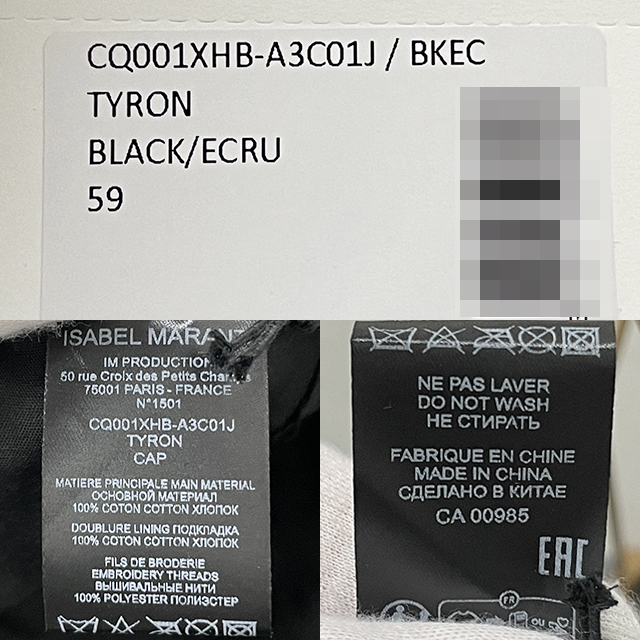 CQ001XHB-A3C01J / BKEC
TYRON
BLACK/ECRU
59
ISABEL
IM PRODUCTION
50 rue Croix des Petits
75001 PARIS - FRANCE
N°1501
CQ001XHB-A3C01J
TYRON
CAP
MATIERE PRINCIPALE MAIN MATERIAL
ОСНОВНОЙ МАТЕРИАЛ
100% COTON COTTON ХЛОПОК
DOUBLURE LINING ПОДКЛАДКА
100% COTON COTTON ХЛОПОК
FILS DE BRODERIE
EMBROIDERY THREADS
ВЫШИВАЛЬНЫЕ НИТИ
100% POLYESTER ПОЛИЭСТЕР
NE PAS LAVER
DO NOT WASH
НЕ СТИРАТЬ
FABRIQUE EN CHINE
MADE IN CHINA
СДЕЛАНО В КИТАЕ
CA 00985
EAC
FR
OU